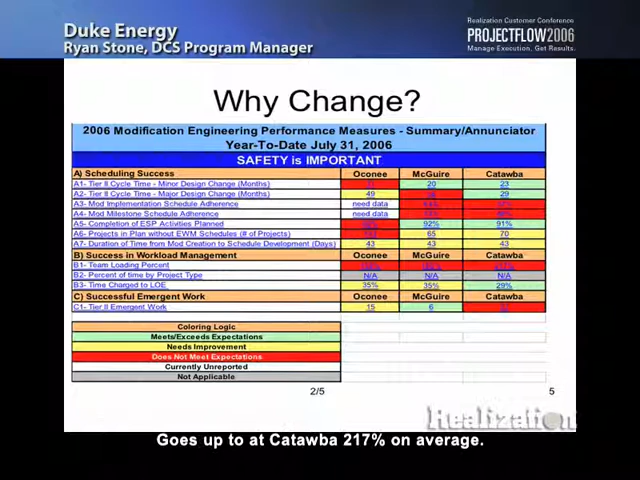 Duke Energy
Ryan Stone, DCS Program Manager
Realization Customer Conference
PROJECTFLOW2006
Manage Execution, Get Results.
Why Change?
2006 Modification Engineering Performance Measures - Summary/Annunciator
Year-To-Date July 31, 2006
SAFETY is IMPORTANT
A) Scheduling Success Oconee McGuire Catawba
A1- Tier II Cycle Time - Minor Design Change (Months) 20 23
A2- Tier II Cycle Time - Major Design Change (Months) 49 29
A3- Mod Implementation Schedule Adherence need data
A4- Mod Milestone Schedule Adherence need data
A5- Completion of ESP Activities Planned 92% 91%
A6- Projects in Plan without EWM Schedules (# of Projects) 65 70
A7- Duration of Time from Mod Creation to Schedule Development (Days) 43 43 43
B) Success in Workload Management Oconee McGuire Catawba
B1- Team Loading Percent
B2- Percent of time by Project Type N/A N/A N/A
B3- Time Charged to LOE 35% 35% 29%
C) Successful Emergent Work Oconee McGuire Catawba
C1- Tier II Emergent Work 15 6
Coloring Logic
Meets/Exceeds Expectations
Needs Improvement
Does Not Meet Expectations
Currently Unreported
Not Applicable
2/5
5
Realization
Goes up to at Catawba 217% on average.